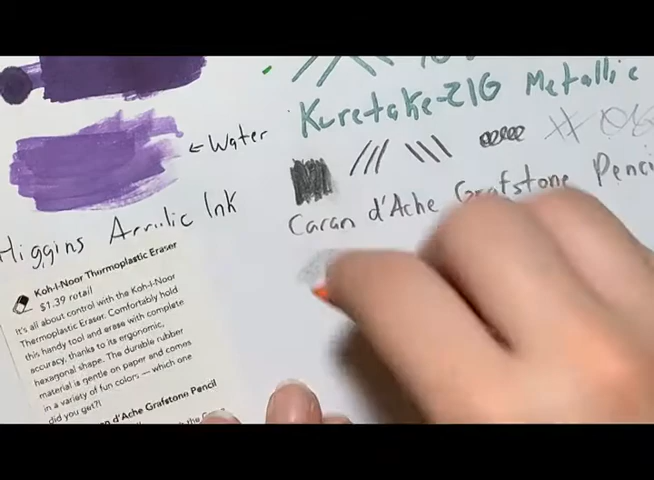 Kuretake-ZIG Metallic
← Water
Caran d'Ache Grafstone Penci
Higgins Acrylic Ink
Koh-I-Noor Thermoplastic Eraser
$1.39 retail
It's all about control with the Koh-I-Noor
Thermoplastic Eraser. Comfortably hold
this handy tool and erase with complete
accuracy, thanks to its ergonomic,
hexagonal shape. The durable rubber
material is gentle on paper and comes
in a variety of fun colors — which one
did you get?!
n d'Ache Grafstone Pencil